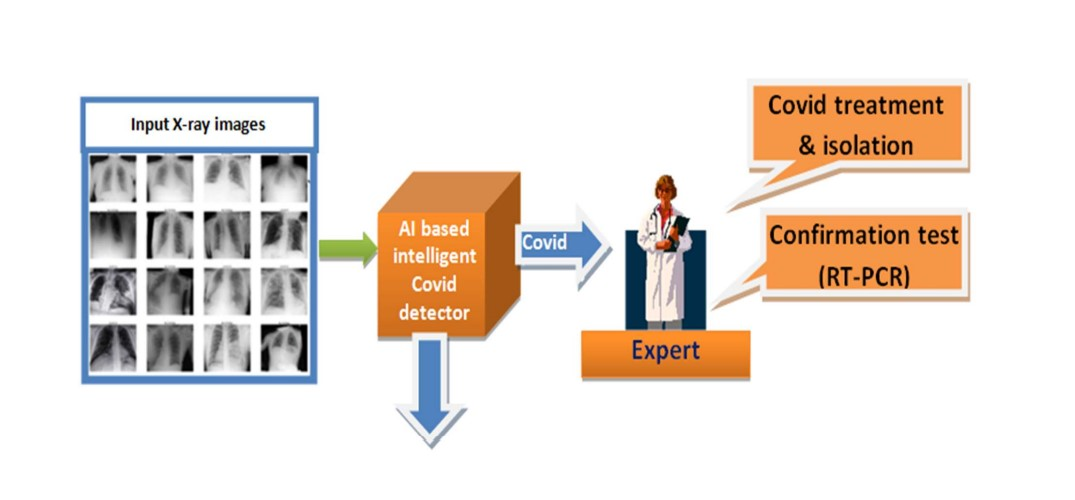 Input X-ray images
AI based
intelligent
Covid
detector
Covid
Expert
Covid treatment
& isolation
Confirmation test
(RT-PCR)